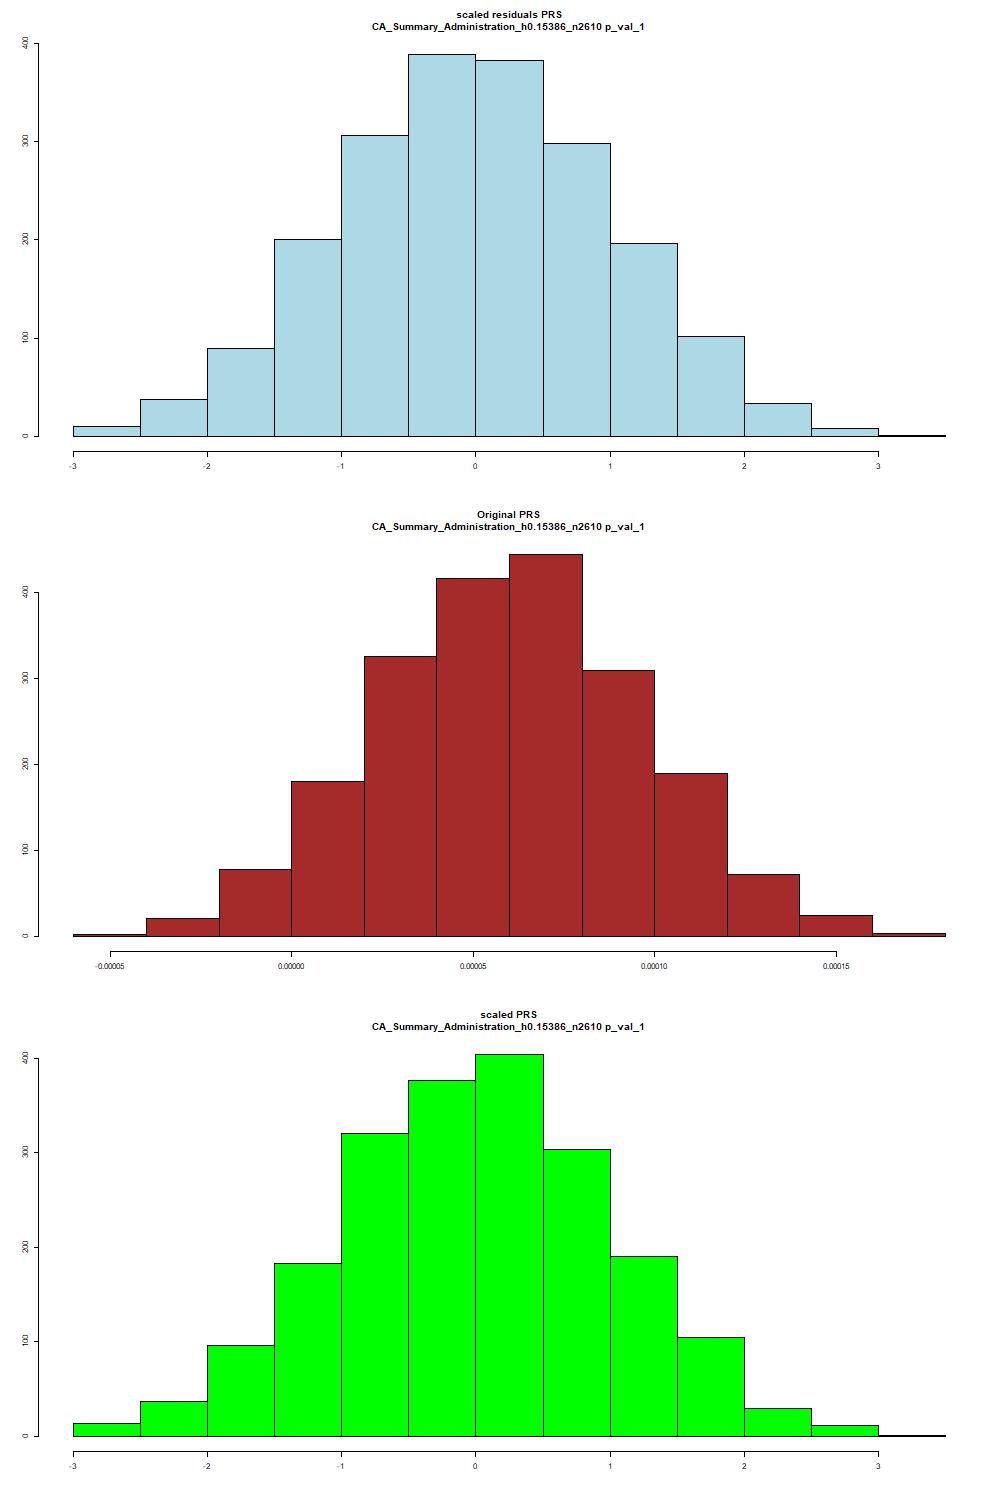 scaled residuals PRS
CA_Summary_Administration_h0.15386_n2610 p_val_1
400
300
200
100
0
-3 -2 -1 0 1 2 3
Original PRS
CA_Summary_Administration_h0.15386_n2610 p_val_1
400
300
200
100
0
-0.00005 0.00000 0.00005 0.00010 0.00015
scaled PRS
CA_Summary_Administration_h0.15386_n2610 p_val_1
400
300
200
100
0
-3 -2 -1 0 1 2 3